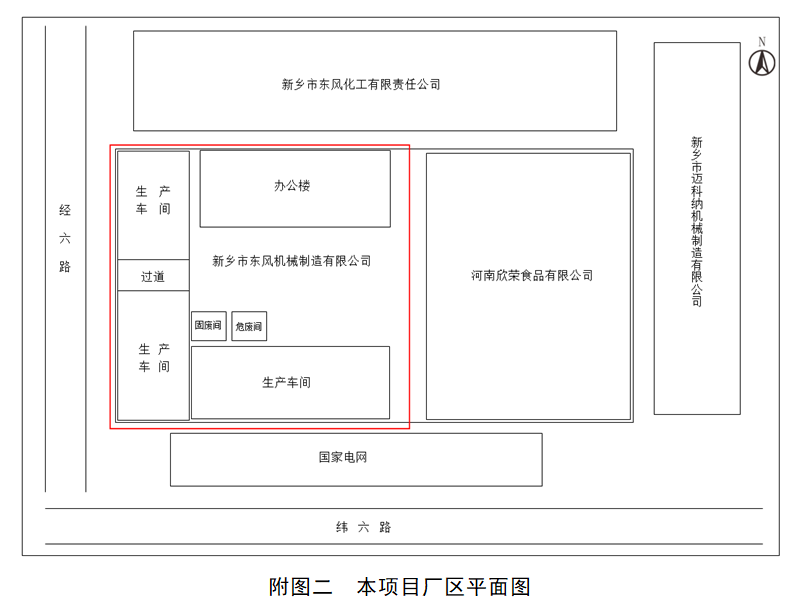 N
新乡市东风化工有限责任公司
新乡市迈科纳机械制造有限公司
生 产
车 间
办公楼
经
六
路
新乡市东风机械制造有限公司
过道
河南欣荣食品有限公司
固废间
危废间
生 产
车 间
生产车间
国家电网
纬 六 路
附图二 本项目厂区平面图